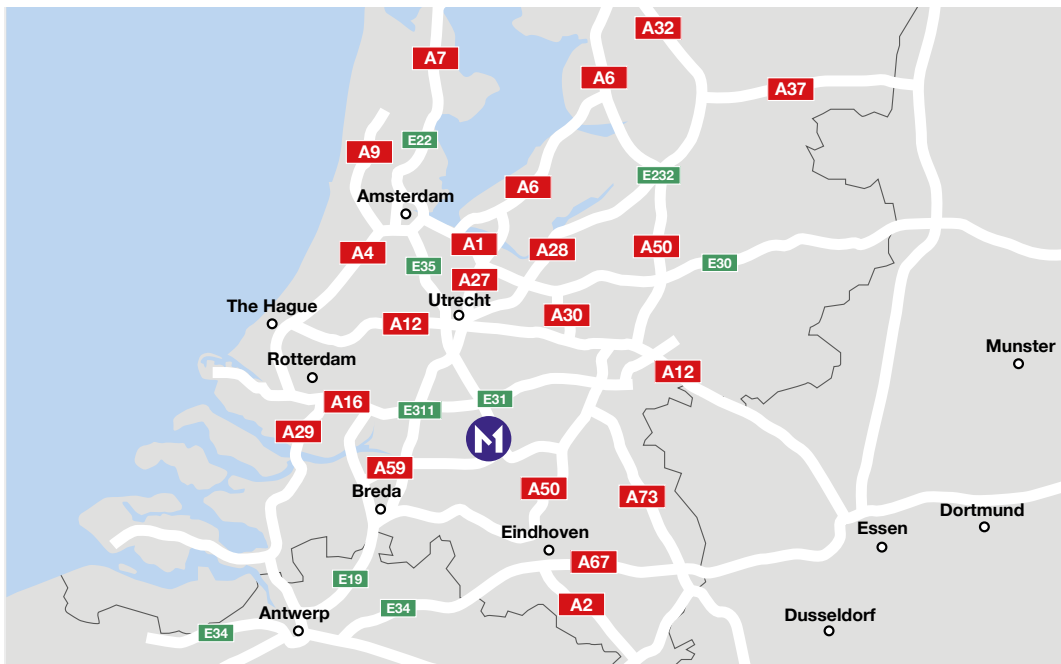 A32
A7
A6
A37
E22
A9
E232
A6
Amsterdam
A1
A28
A50
A4
E30
E35
A27
Utrecht
The Hague
A30
A12
Munster
Rotterdam
A12
A16
E31
E311
A29
M
A59
A50
A73
Breda
Dortmund
Eindhoven
Essen
A67
E19
A2
E34
Antwerp
Dusseldorf
E34